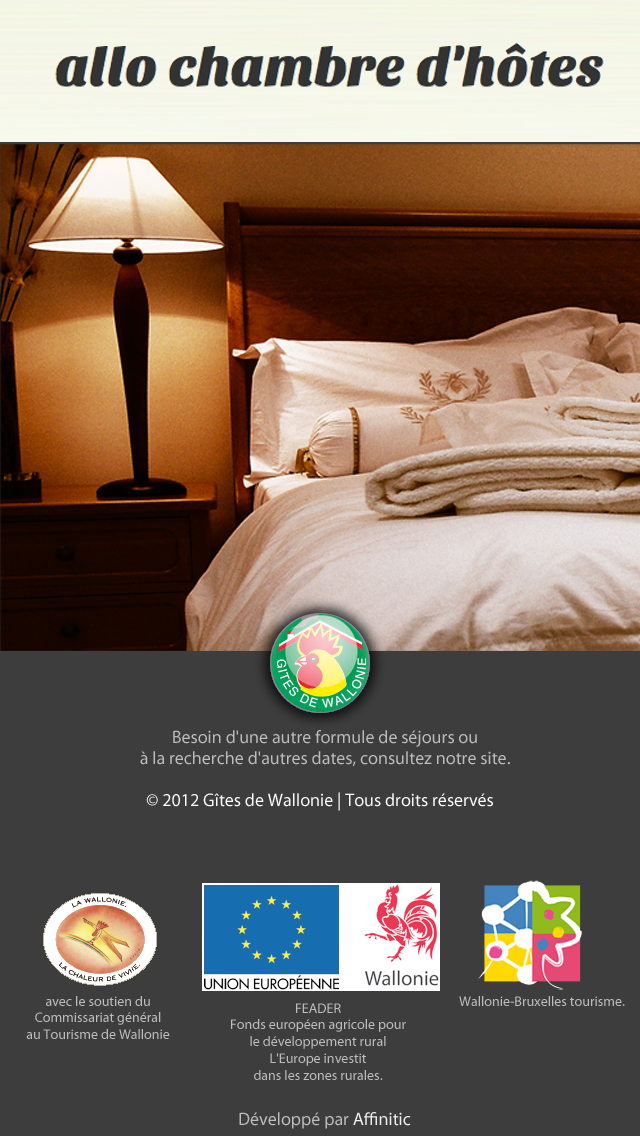 allo chambre d'hôtes
GITES DE WALLONIE
Besoin d'une autre formule de séjours ou
à la recherche d'autres dates, consultez notre site.
© 2012 Gîtes de Wallonie | Tous droits réservés
LA WALLONIE.
LA CHALEUR DE VIVRE.
avec le soutien du
Commissariat général
au Tourisme de Wallonie
UNION EUROPÉENNE
Wallonie
FEADER
Fonds européen agricole pour
le développement rural
L'Europe investit
dans les zones rurales.
Wallonie-Bruxelles tourisme.
Développé par Affinitic